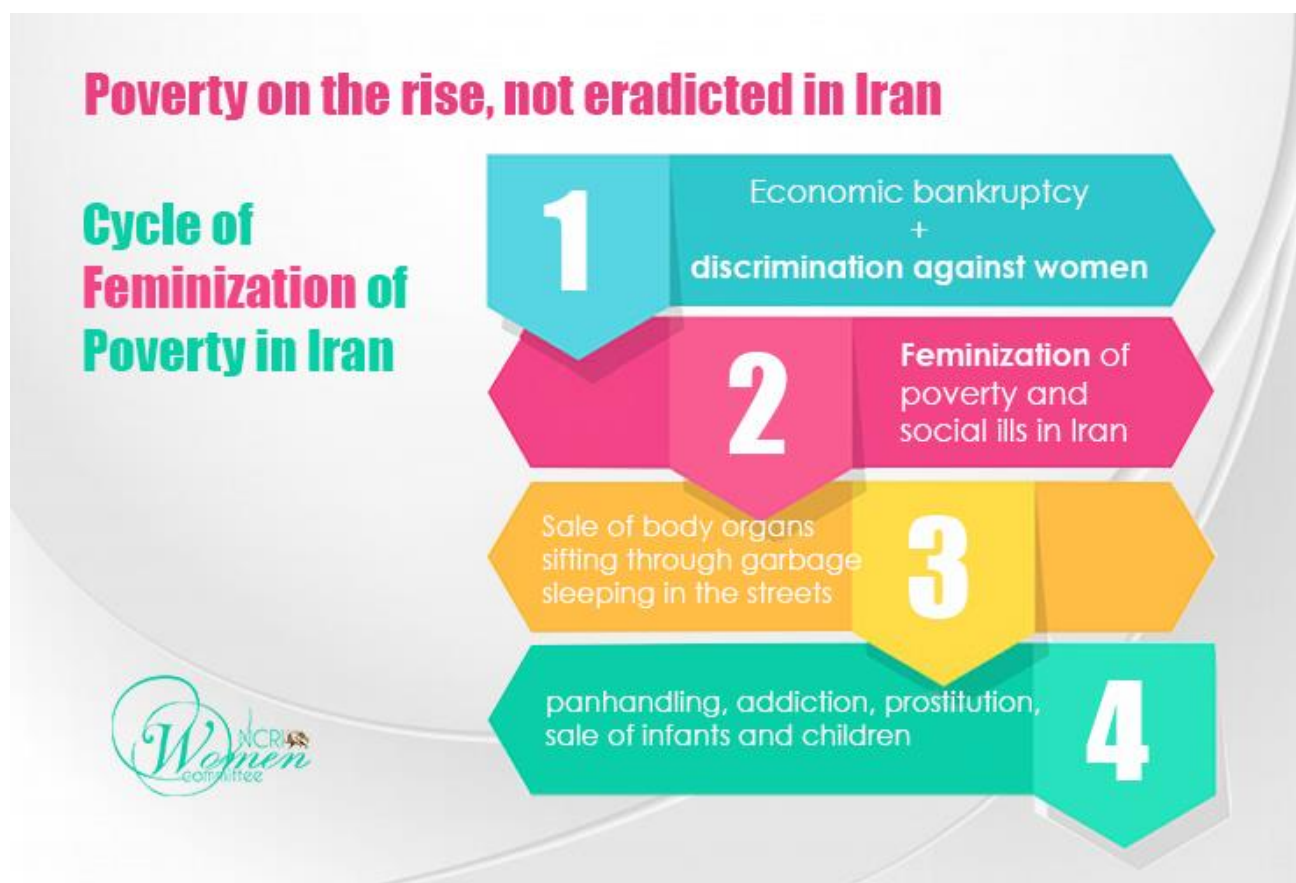 Poverty on the rise, not eradicted in Iran
Cycle of
Feminization of
Poverty in Iran
1
Economic bankruptcy
+
discrimination against women
2
Feminization of
poverty and
social ills in Iran
3
Sale of body organs
sifting through garbage
sleeping in the streets
4
panhandling, addiction, prostitution,
sale of infants and children
NCRI
Women
committee